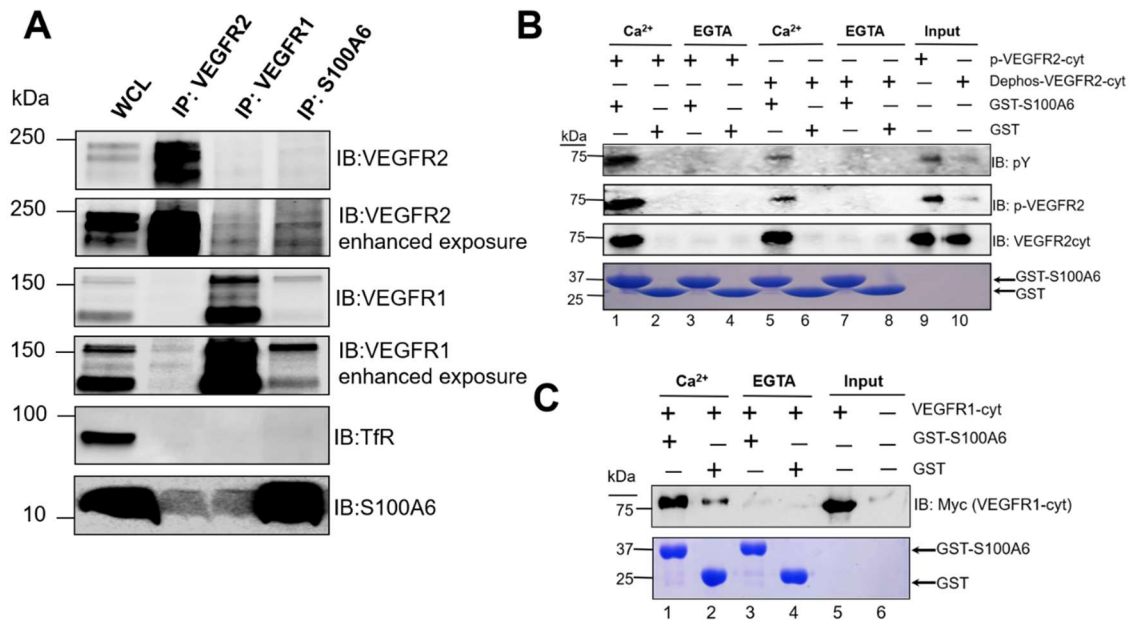 A
kDa
WCL
IP: VEGFR2
IP: VEGFR1
IP: S100A6
250
IB:VEGFR2
250
IB:VEGFR2
enhanced exposure
150
IB:VEGFR1
150
IB:VEGFR1
enhanced exposure
100
IB:TfR
10
IB:S100A6
B
Ca²⁺ EGTA Ca²⁺ EGTA Input
+ + + + — — — — + — p-VEGFR2-cyt
— — — — + + + + — + Dephos-VEGFR2-cyt
+ — + — + — + — — — GST-S100A6
— + — + — + — + — — GST
kDa
75 IB: pY
75 IB: p-VEGFR2
75 IB: VEGFR2cyt
37 GST-S100A6
25 GST
1 2 3 4 5 6 7 8 9 10
C
Ca²⁺ EGTA Input
+ + + + + — VEGFR1-cyt
+ — + — — — GST-S100A6
— + — + — — GST
kDa
75 IB: Myc (VEGFR1-cyt)
37 GST-S100A6
25 GST
1 2 3 4 5 6